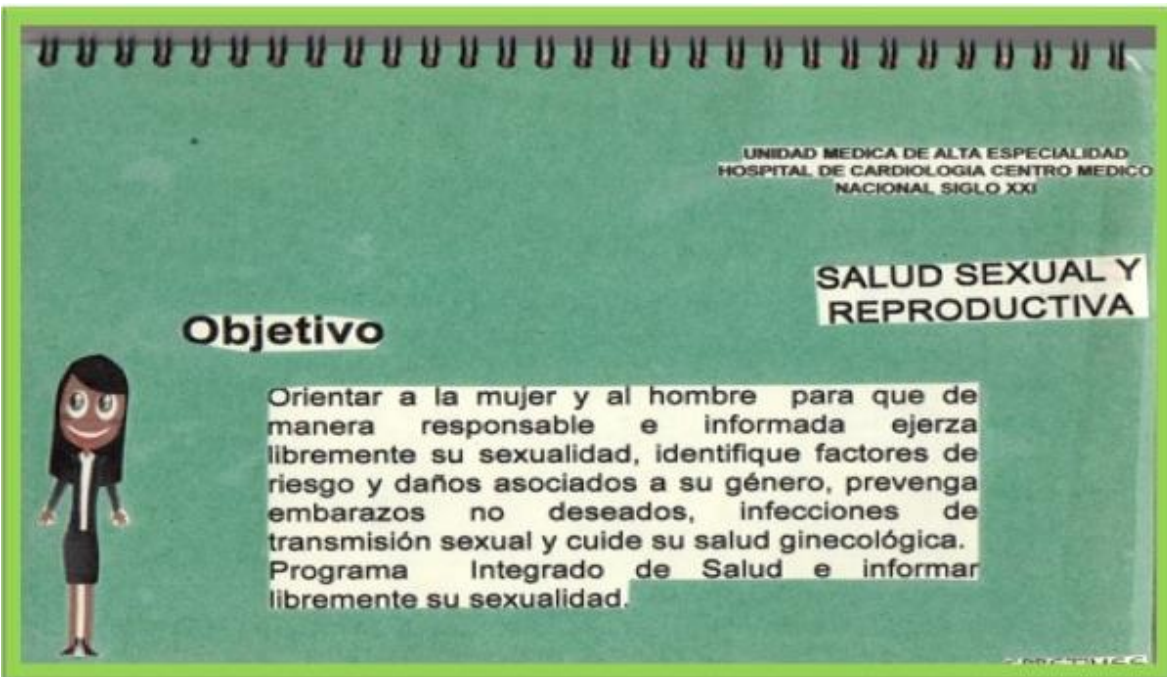 UNIDAD MEDICA DE ALTA ESPECIALIDAD
HOSPITAL DE CARDIOLOGIA CENTRO MEDICO
NACIONAL SIGLO XXI
SALUD SEXUAL Y
REPRODUCTIVA
Objetivo
Orientar a la mujer y al hombre para que de
manera responsable e informada ejerza
libremente su sexualidad, identifique factores de
riesgo y daños asociados a su género, prevenga
embarazos no deseados, infecciones de
transmisión sexual y cuide su salud ginecológica.
Programa Integrado de Salud e informar
libremente su sexualidad.